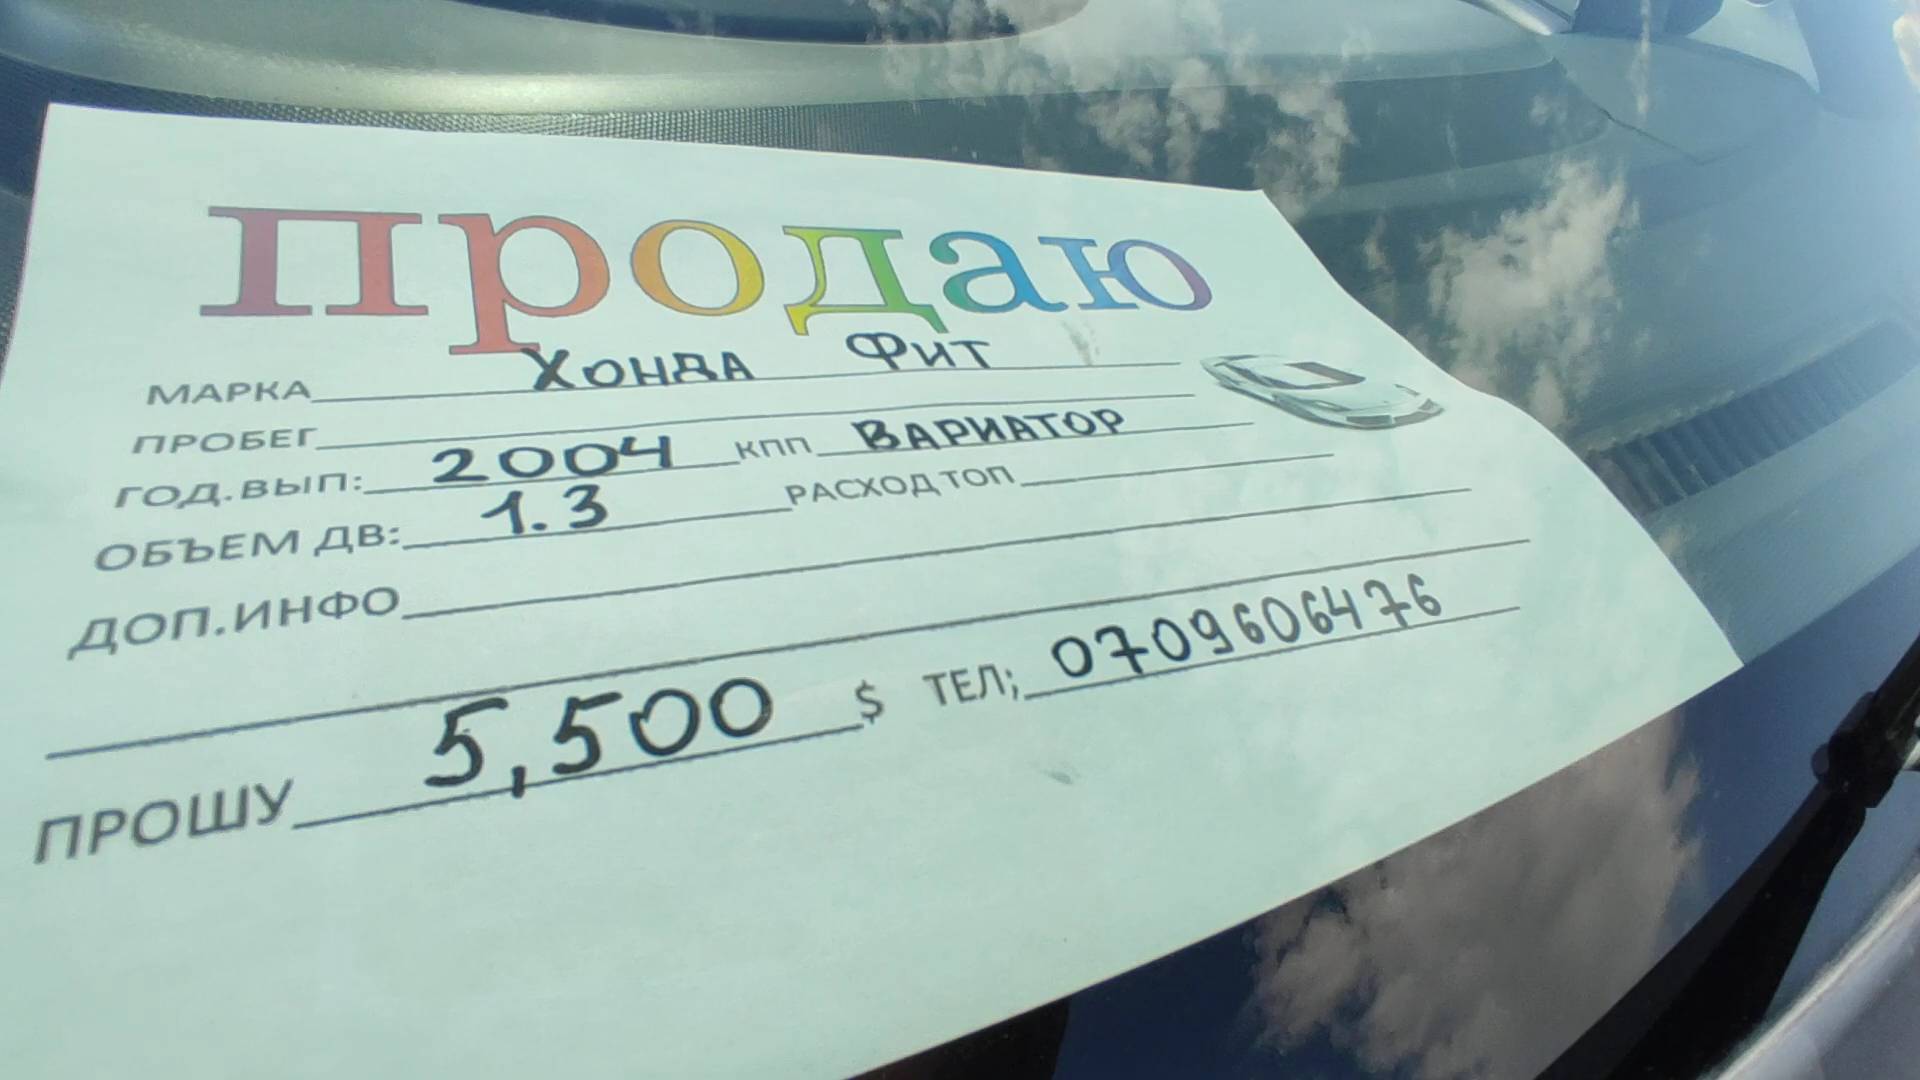 продаю
МАРКА Хонда Фит
ПРОБЕГ
ГОД.ВЫП: 2004 КПП ВАРИАТОР
ОБЪЕМ ДВ: 1.3 РАСХОД ТОП
ДОП.ИНФО
ПРОШУ 5,500 $ ТЕЛ; 0709606476